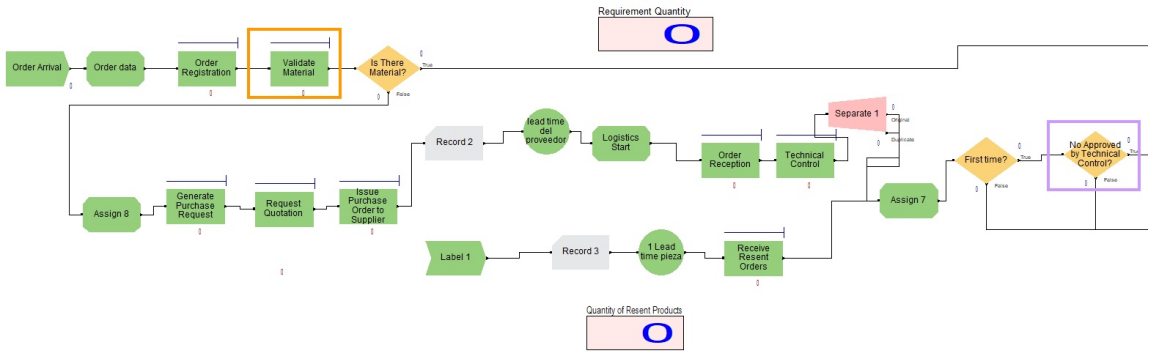 Requirement Quantity
0
Order Arrival
Order data
Order
Registration
Validate
Material
Is There
Material?
True
False
Record 2
lead time
del
proveedor
Logistics
Start
Order
Reception
Technical
Control
Separate 1
Original
Duplicate
First time?
True
False
No Approved
by Technical
Control?
True
False
Assign 8
Generate
Purchase
Request
Request
Quotation
Issue
Purchase
Order to
Supplier
Assign 7
Label 1
Record 3
1 Lead
time pieza
Receive
Resent
Orders
Quantity of Resent Products
0